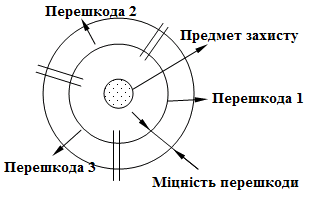 Перешкода 2
Предмет захисту
Перешкода 1
Перешкода 3
Міцність перешкоди